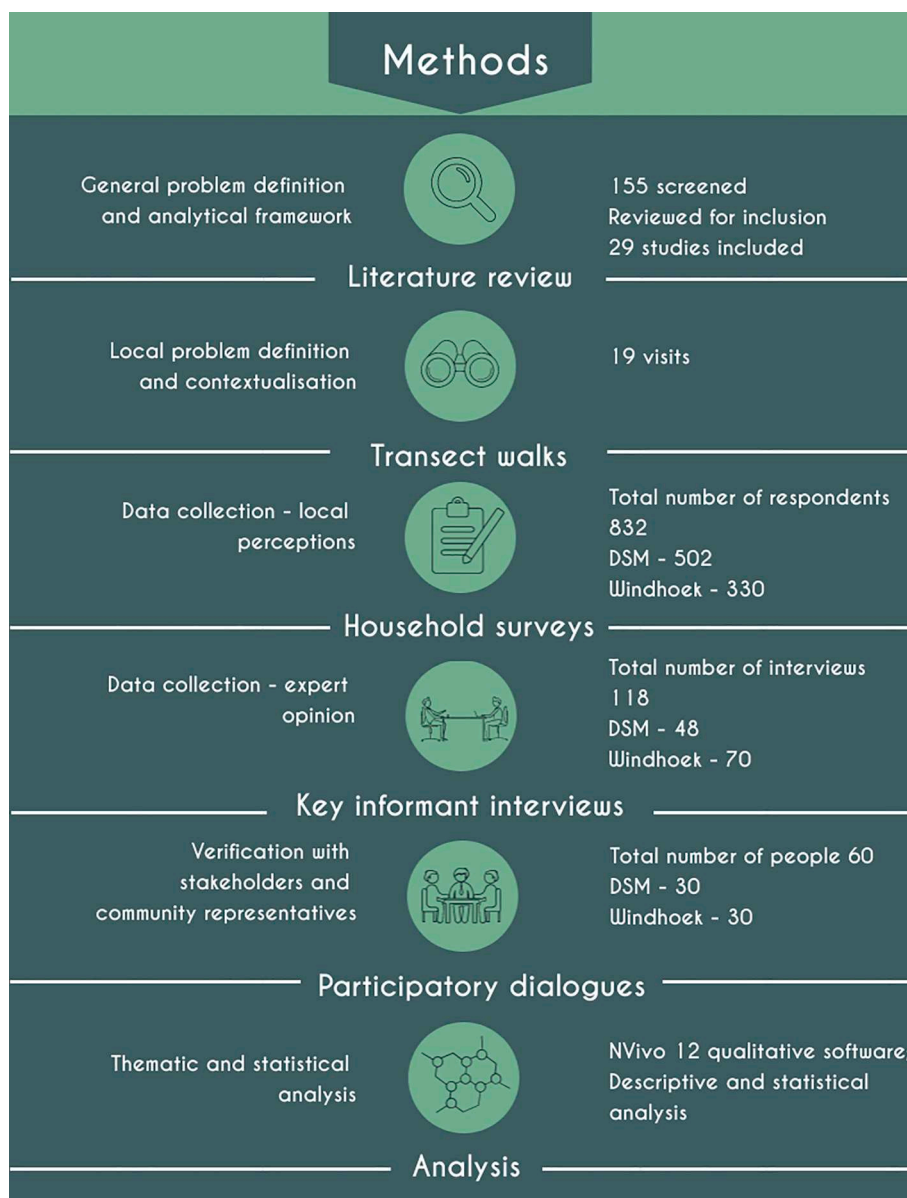 Methods
General problem definition
and analytical framework
155 screened
Reviewed for inclusion
29 studies included
Literature review
Local problem definition
and contextualisation
19 visits
Transect walks
Data collection - local
perceptions
Total number of respondents
832
DSM - 502
Windhoek - 330
Household surveys
Data collection - expert
opinion
Total number of interviews
118
DSM - 48
Windhoek - 70
Key informant interviews
Verification with
stakeholders and
community representatives
Total number of people 60
DSM - 30
Windhoek - 30
Participatory dialogues
Thematic and statistical
analysis
NVivo 12 qualitative software,
Descriptive and statistical
analysis
Analysis